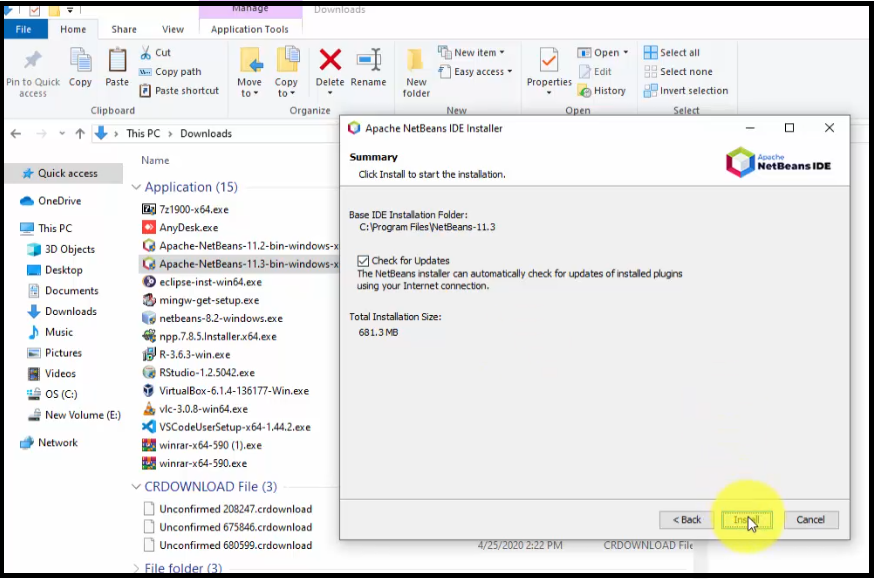 Manage
Downloads
File
Home
Share
View
Application Tools
Pin to Quick
access
Copy
Paste
Cut
Copy path
Paste shortcut
Move
to
Copy
to
Delete
Rename
New
folder
New item
Easy access
Properties
Open
Edit
History
Select all
Select none
Invert selection
Clipboard
Organize
New
Open
Select
This PC
Downloads
Quick access
OneDrive
This PC
3D Objects
Desktop
Documents
Downloads
Music
Pictures
Videos
OS (C:)
New Volume (E:)
Network
Name
Application (15)
7z1900-x64.exe
AnyDesk.exe
Apache-NetBeans-11.2-bin-windows-x
Apache-NetBeans-11.3-bin-windows-x
eclipse-inst-win64.exe
mingw-get-setup.exe
netbeans-8.2-windows.exe
npp.7.8.5.Installer.x64.exe
R-3.6.3-win.exe
RStudio-1.2.5042.exe
VirtualBox-6.1.4-136177-Win.exe
vlc-3.0.8-win64.exe
VSCodeUserSetup-x64-1.44.2.exe
winrar-x64-590 (1).exe
winrar-x64-590.exe
CRDOWNLOAD File (3)
Unconfirmed 208247.crdownload
Unconfirmed 675846.crdownload
Unconfirmed 680599.crdownload
4/25/2020 2:22 PM
CRDOWNLOAD File
File folder (3)
Apache NetBeans IDE Installer
Summary
Click Install to start the installation.
Apache
NetBeans IDE
Base IDE Installation Folder:
C:\Program Files\NetBeans-11.3
Check for Updates
The NetBeans installer can automatically check for updates of installed plugins
using your Internet connection.
Total Installation Size:
681.3 MB
< Back
Install
Cancel